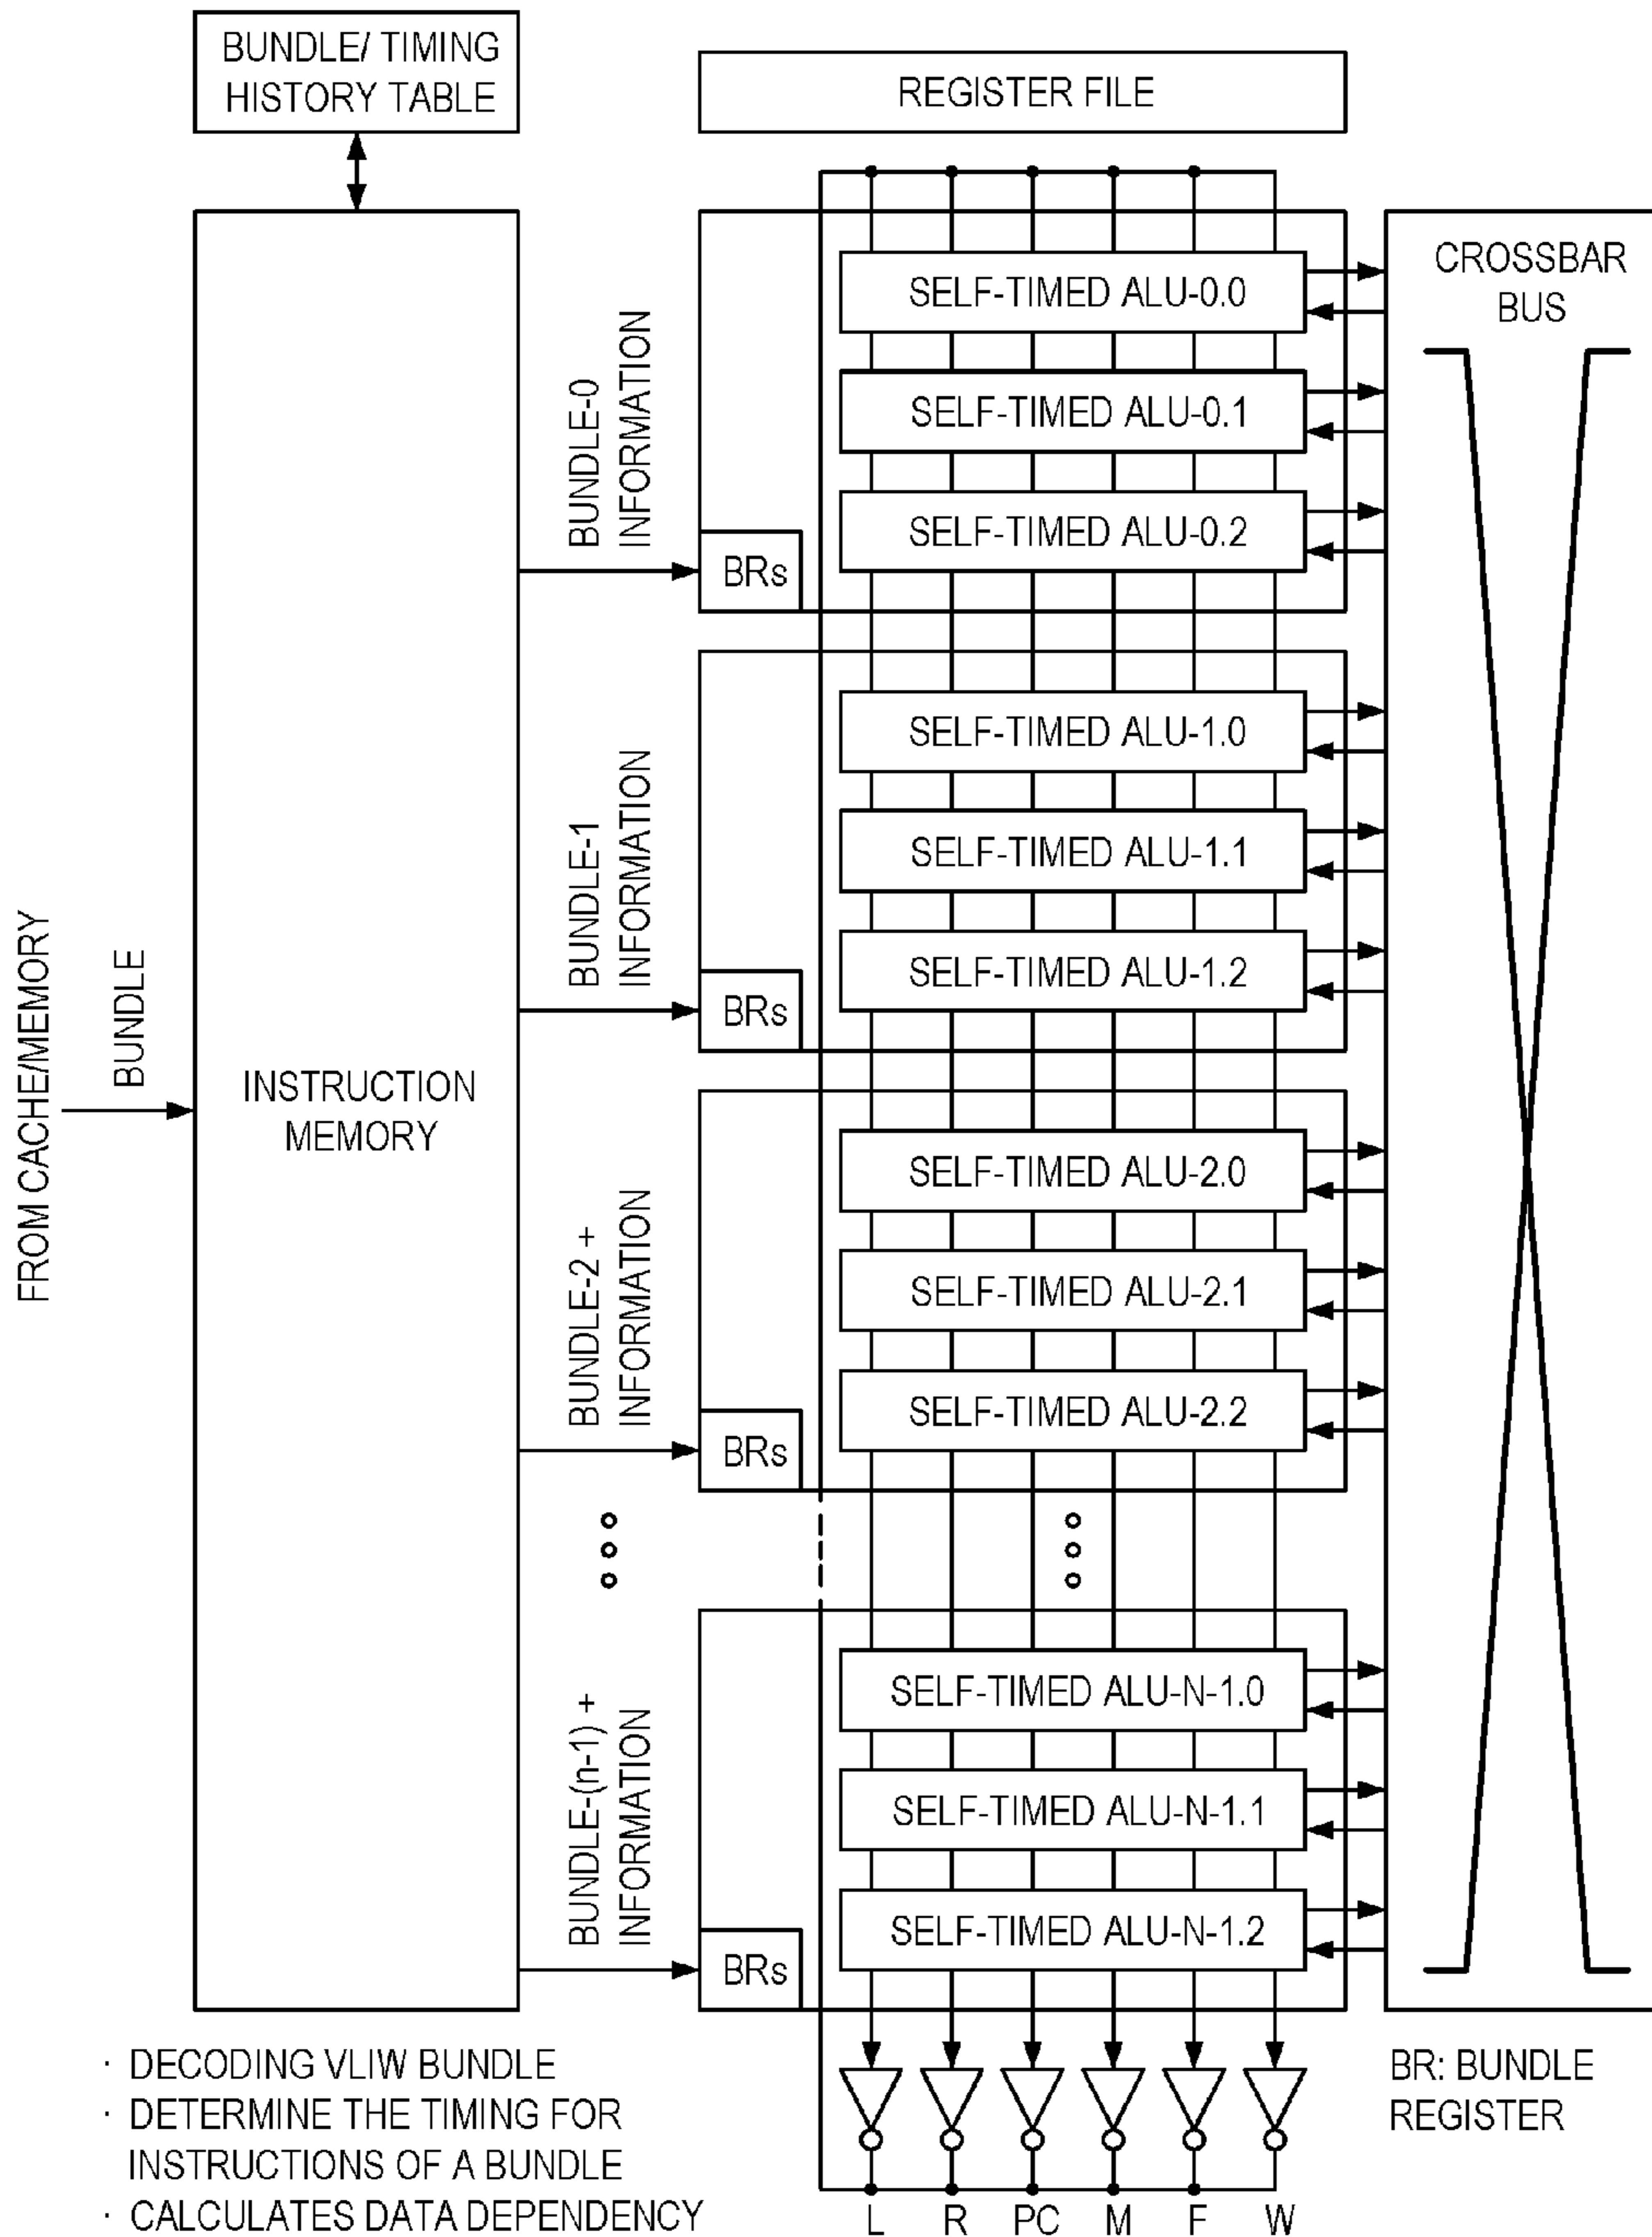 BUNDLE/ TIMING
HISTORY TABLE
REGISTER FILE
CROSSBAR
BUS
SELF-TIMED ALU-0.0
SELF-TIMED ALU-0.1
SELF-TIMED ALU-0.2
BUNDLE-0
INFORMATION
BRs
SELF-TIMED ALU-1.0
SELF-TIMED ALU-1.1
SELF-TIMED ALU-1.2
BUNDLE-1
INFORMATION
BRs
FROM CACHE/MEMORY
BUNDLE
INSTRUCTION
MEMORY
SELF-TIMED ALU-2.0
SELF-TIMED ALU-2.1
SELF-TIMED ALU-2.2
BUNDLE-2 +
INFORMATION
BRs
SELF-TIMED ALU-N-1.0
SELF-TIMED ALU-N-1.1
SELF-TIMED ALU-N-1.2
BUNDLE-(n-1) +
INFORMATION
BRs
· DECODING VLIW BUNDLE
· DETERMINE THE TIMING FOR
INSTRUCTIONS OF A BUNDLE
· CALCULATES DATA DEPENDENCY
L R PC M F W
BR: BUNDLE
REGISTER